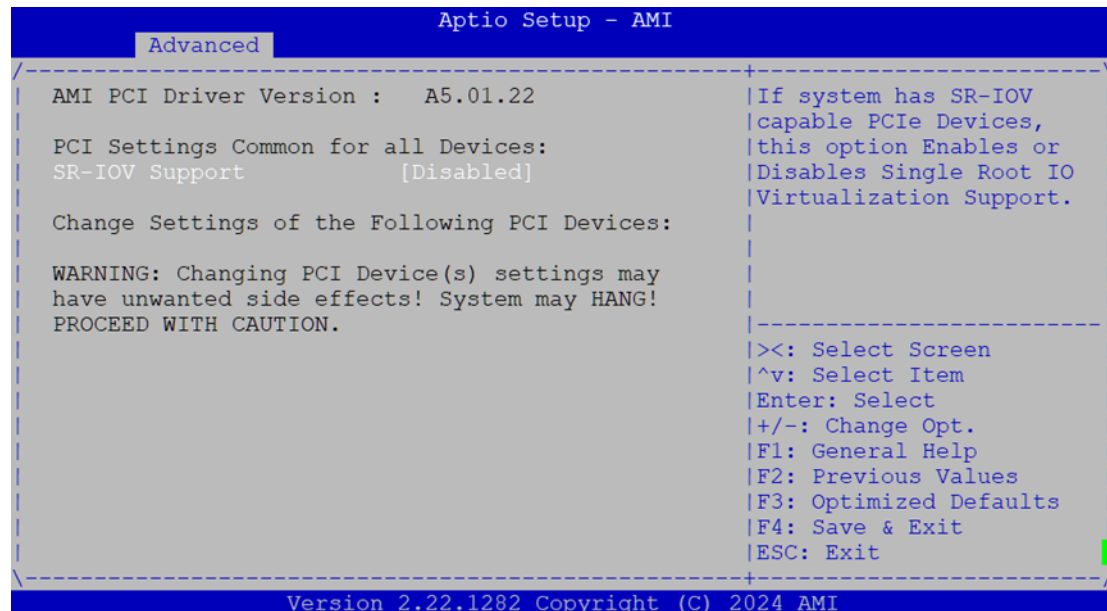 Aptio Setup - AMI
Advanced
AMI PCI Driver Version :   A5.01.22
PCI Settings Common for all Devices:
SR-IOV Support   [Disabled]
Change Settings of the Following PCI Devices:
WARNING: Changing PCI Device(s) settings may
have unwanted side effects! System may HANG!
PROCEED WITH CAUTION.
If system has SR-IOV
capable PCIe Devices,
this option Enables or
Disables Single Root IO
Virtualization Support.
><: Select Screen
^v: Select Item
Enter: Select
+/-: Change Opt.
F1: General Help
F2: Previous Values
F3: Optimized Defaults
F4: Save & Exit
ESC: Exit
Version 2.22.1282 Copyright (C) 2024 AMI